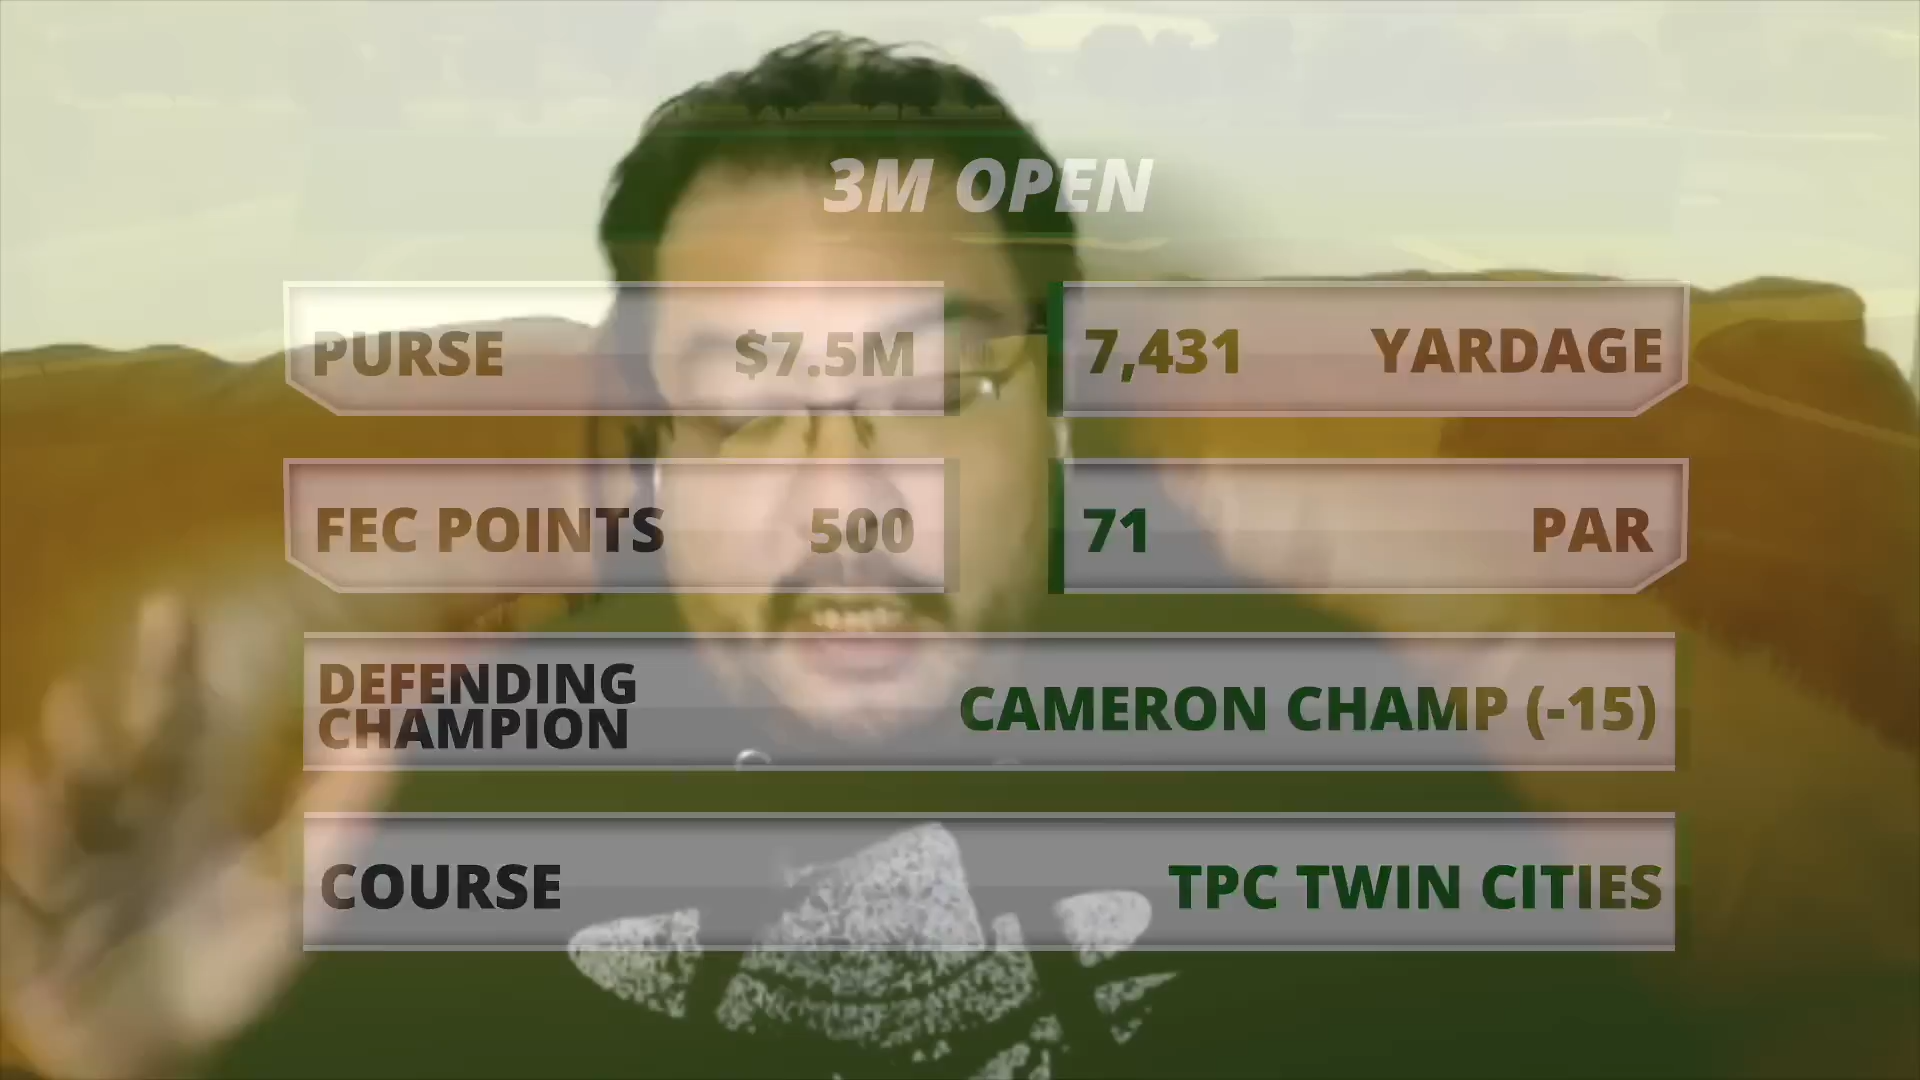 3M OPEN
PURSE $7.5M
7,431 YARDAGE
FEC POINTS 500
71 PAR
DEFENDING
CHAMPION
CAMERON CHAMP (-15)
COURSE TPC TWIN CITIES